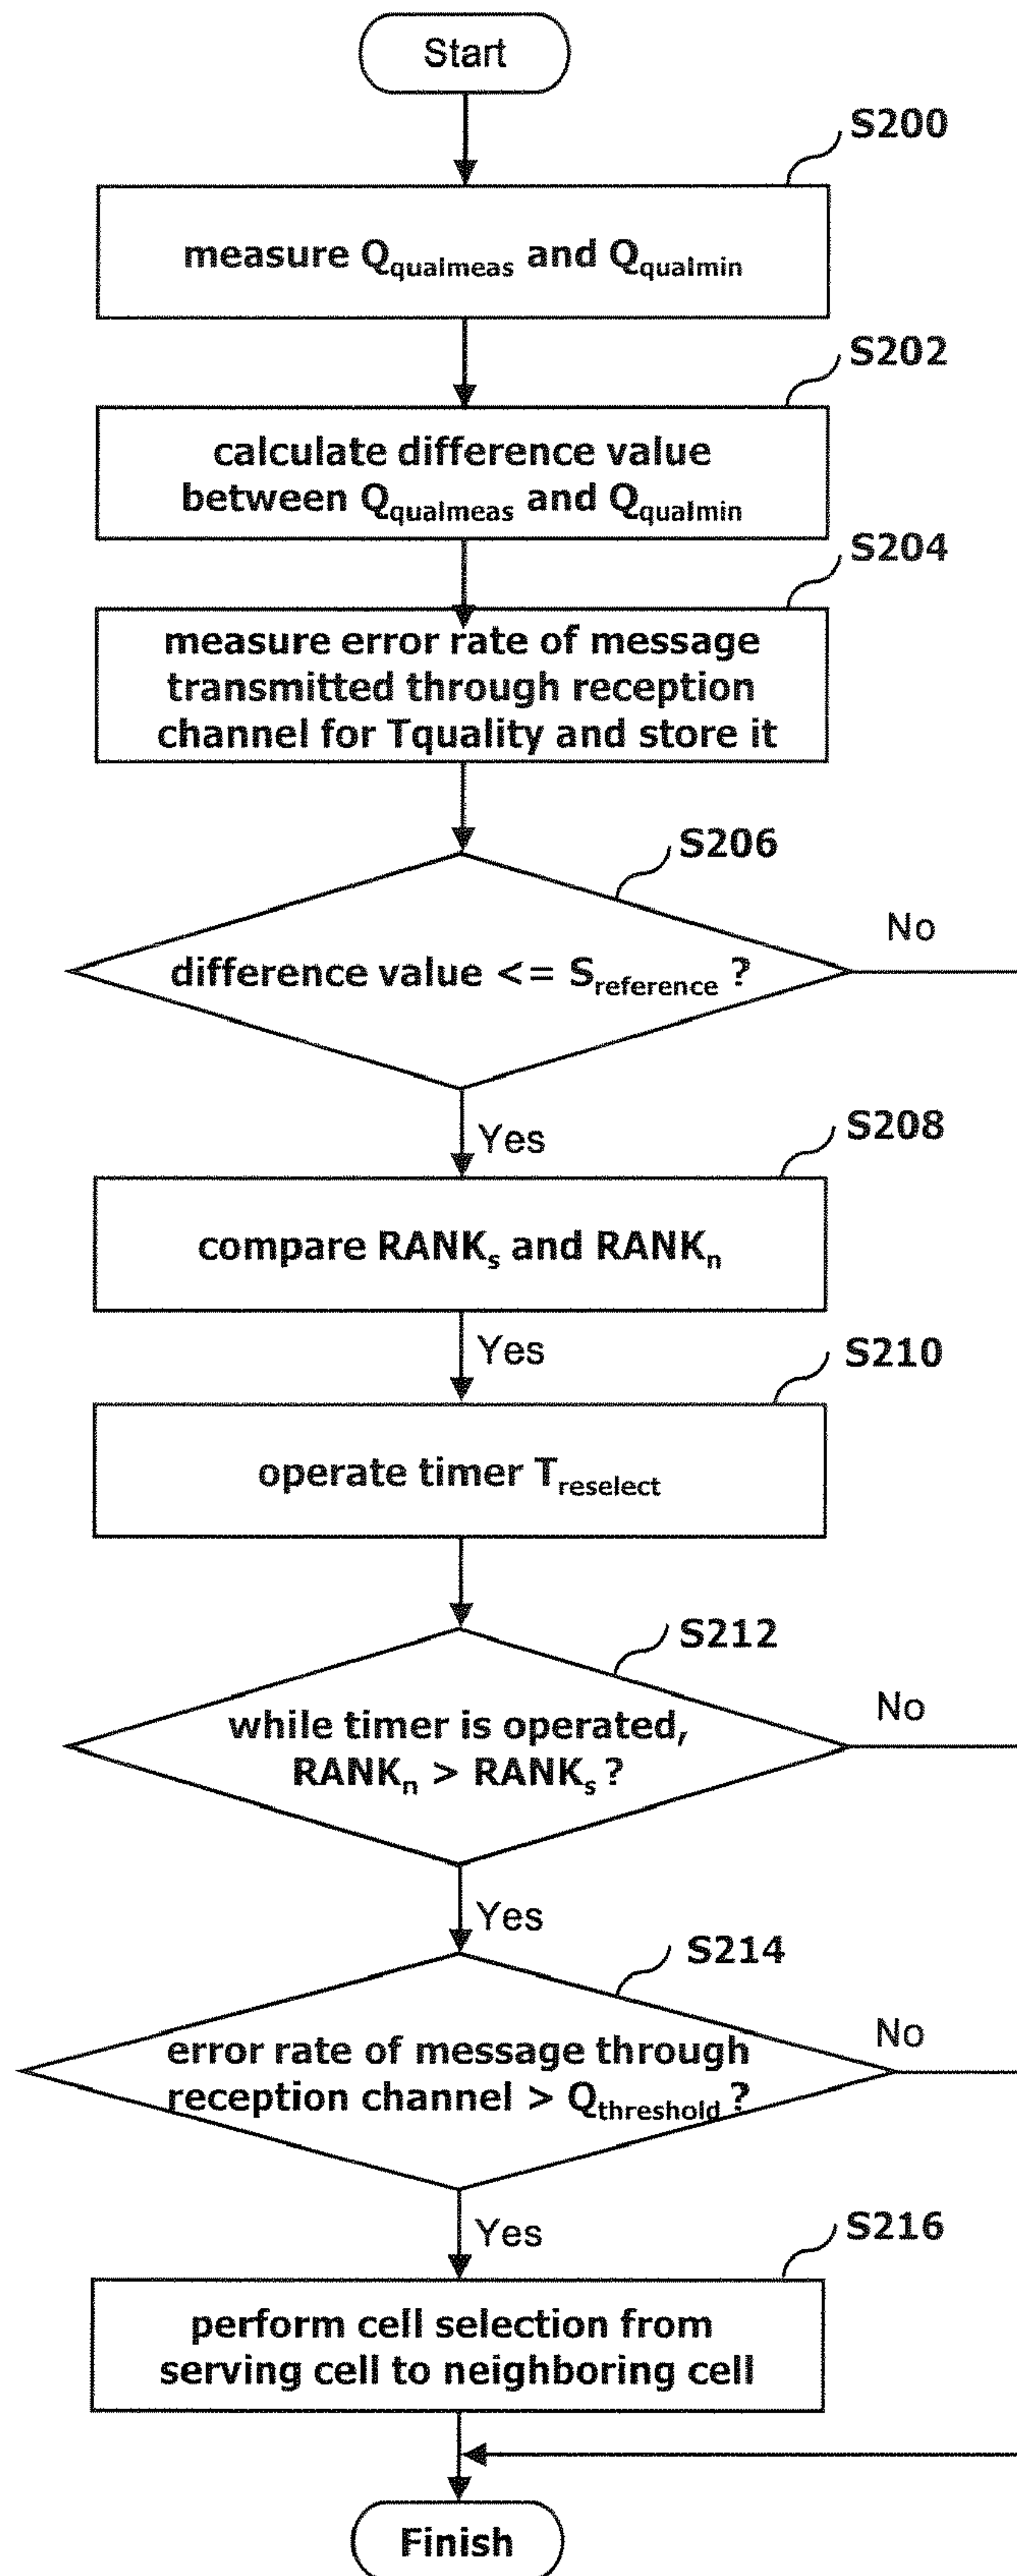 Start
S200
measure Qqualmeas and Qqualmin
S202
calculate difference value
between Qqualmeas and Qqualmin
S204
measure error rate of message
transmitted through reception
channel for Tquality and store it
S206
No
difference value <= Sreference ?
Yes
S208
compare RANKs and RANKn
Yes
S210
operate timer Treselect
S212
No
while timer is operated,
RANKn > RANKs ?
Yes
S214
No
error rate of message through
reception channel > Qthreshold ?
Yes
S216
perform cell selection from
serving cell to neighboring cell
Finish